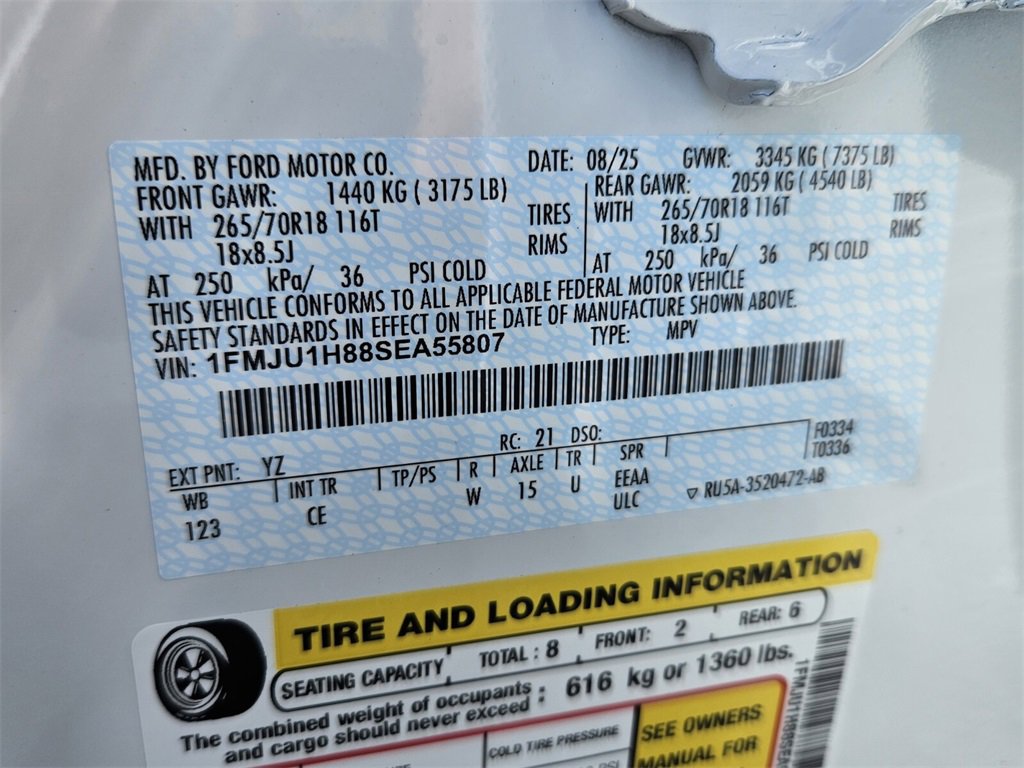 MFD. BY FORD MOTOR CO. DATE: 08/25 GVWR: 3345 KG ( 7375 LB)
FRONT GAWR: 1440 KG ( 3175 LB) REAR GAWR: 2059 KG ( 4540 LB)
WITH 265/70R18 116T TIRES WITH 265/70R18 116T TIRES
18x8.5J RIMS 18x8.5J RIMS
AT 250 kPa/ 36 PSI COLD AT 250 kPa/ 36 PSI COLD
THIS VEHICLE CONFORMS TO ALL APPLICABLE FEDERAL MOTOR VEHICLE
SAFETY STANDARDS IN EFFECT ON THE DATE OF MANUFACTURE SHOWN ABOVE.
VIN: 1FMJU1H88SEA55807 TYPE: MPV
EXT PNT: YZ RC: 21 DSO: F0334
T0336
WB INT TR TP/PS R AXLE TR SPR
123 CE W 15 U EEAA
ULC RU5A-3520472-AB
TIRE AND LOADING INFORMATION
SEATING CAPACITY TOTAL : 8 FRONT: 2 REAR: 6
The combined weight of occupants and cargo should never exceed : 616 kg or 1360 lbs.
COLD TIRE PRESSURE
SEE OWNERS
MANUAL FOR